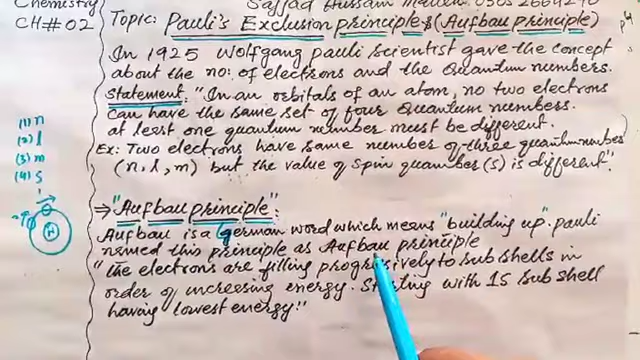 Chemistry
CH#02
Sajjad Hussain
Topic: Pauli's Exclusion principle & (Aufbau principle)
In 1925 Wolfgang pauli scientist gave the concept
about the no: of electrons and the Quantum numbers.
Statement: "In an orbitals of an atom, no two electrons
can have the same set of four Quantum numbers.
at least one quantum number must be different.
Ex: Two electrons have same number of three quantum number
(n, l, m) but the value of spin quamber (s) is different".
(1) n
(2) l
(3) m
(4) s
N
⇒ "Aufbau principle":
Aufbau is a german word which means "building up". pauli
named this principle as Aufbau principle
"The electrons are filling progressively to sub shells in
order of increasing energy. Starting with 1S sub shell
having lowest energy."